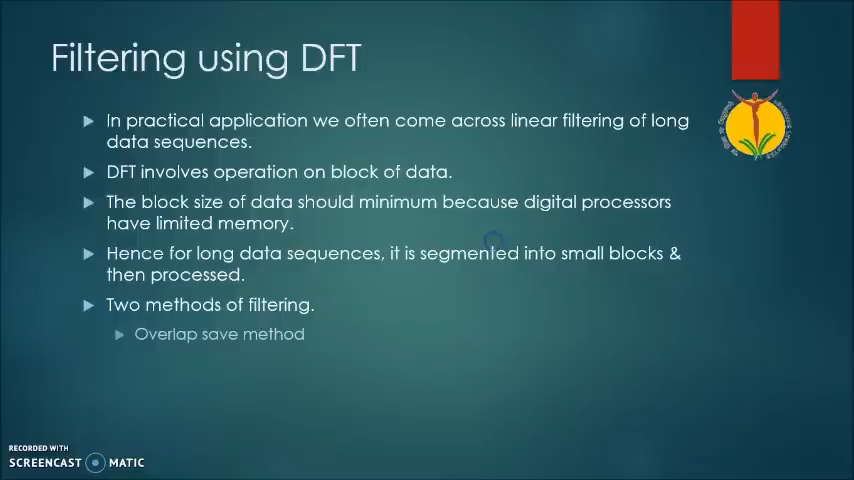 Filtering using DFT
In practical application we often come across linear filtering of long
data sequences.
DFT involves operation on block of data.
The block size of data should minimum because digital processors
have limited memory.
Hence for long data sequences, it is segmented into small blocks &
then processed.
Two methods of filtering.
Overlap save method
RECORDED WITH
SCREENCAST MATIC